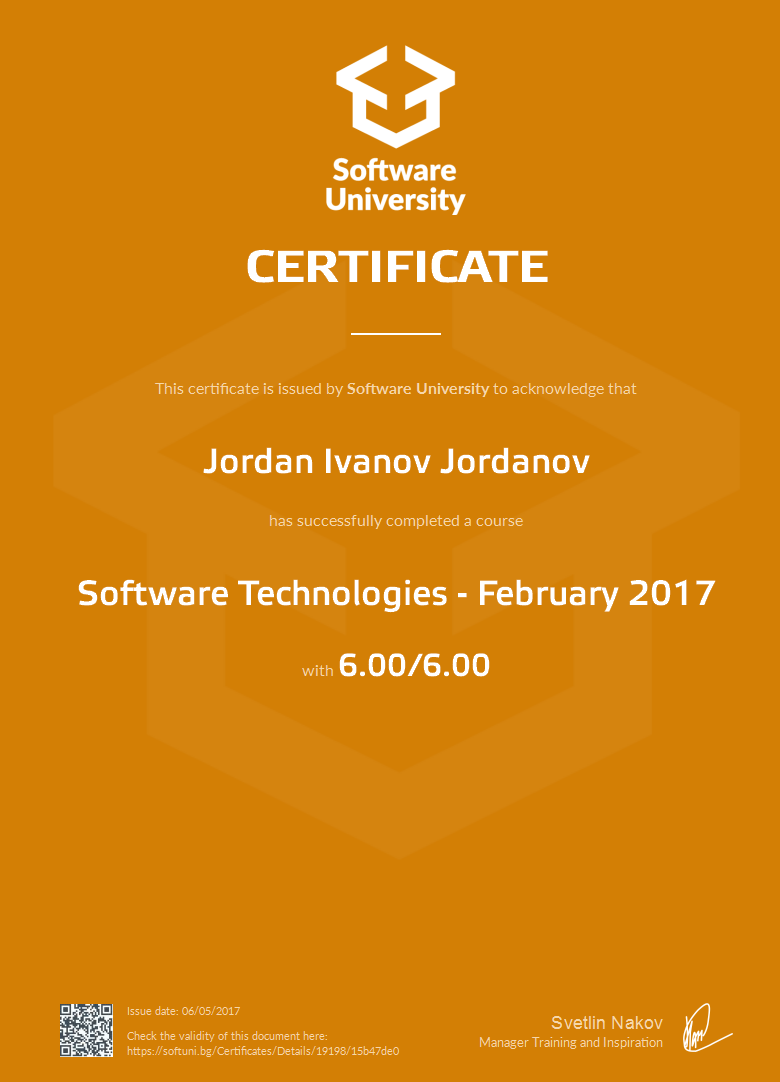 Software
University
CERTIFICATE
This certificate is issued by Software University to acknowledge that
Jordan Ivanov Jordanov
has successfully completed a course
Software Technologies - February 2017
with 6.00/6.00
Issue date: 06/05/2017
Check the validity of this document here:
https://softuni.bg/Certificates/Details/19198/15b47de0
Svetlin Nakov
Manager Training and Inspiration